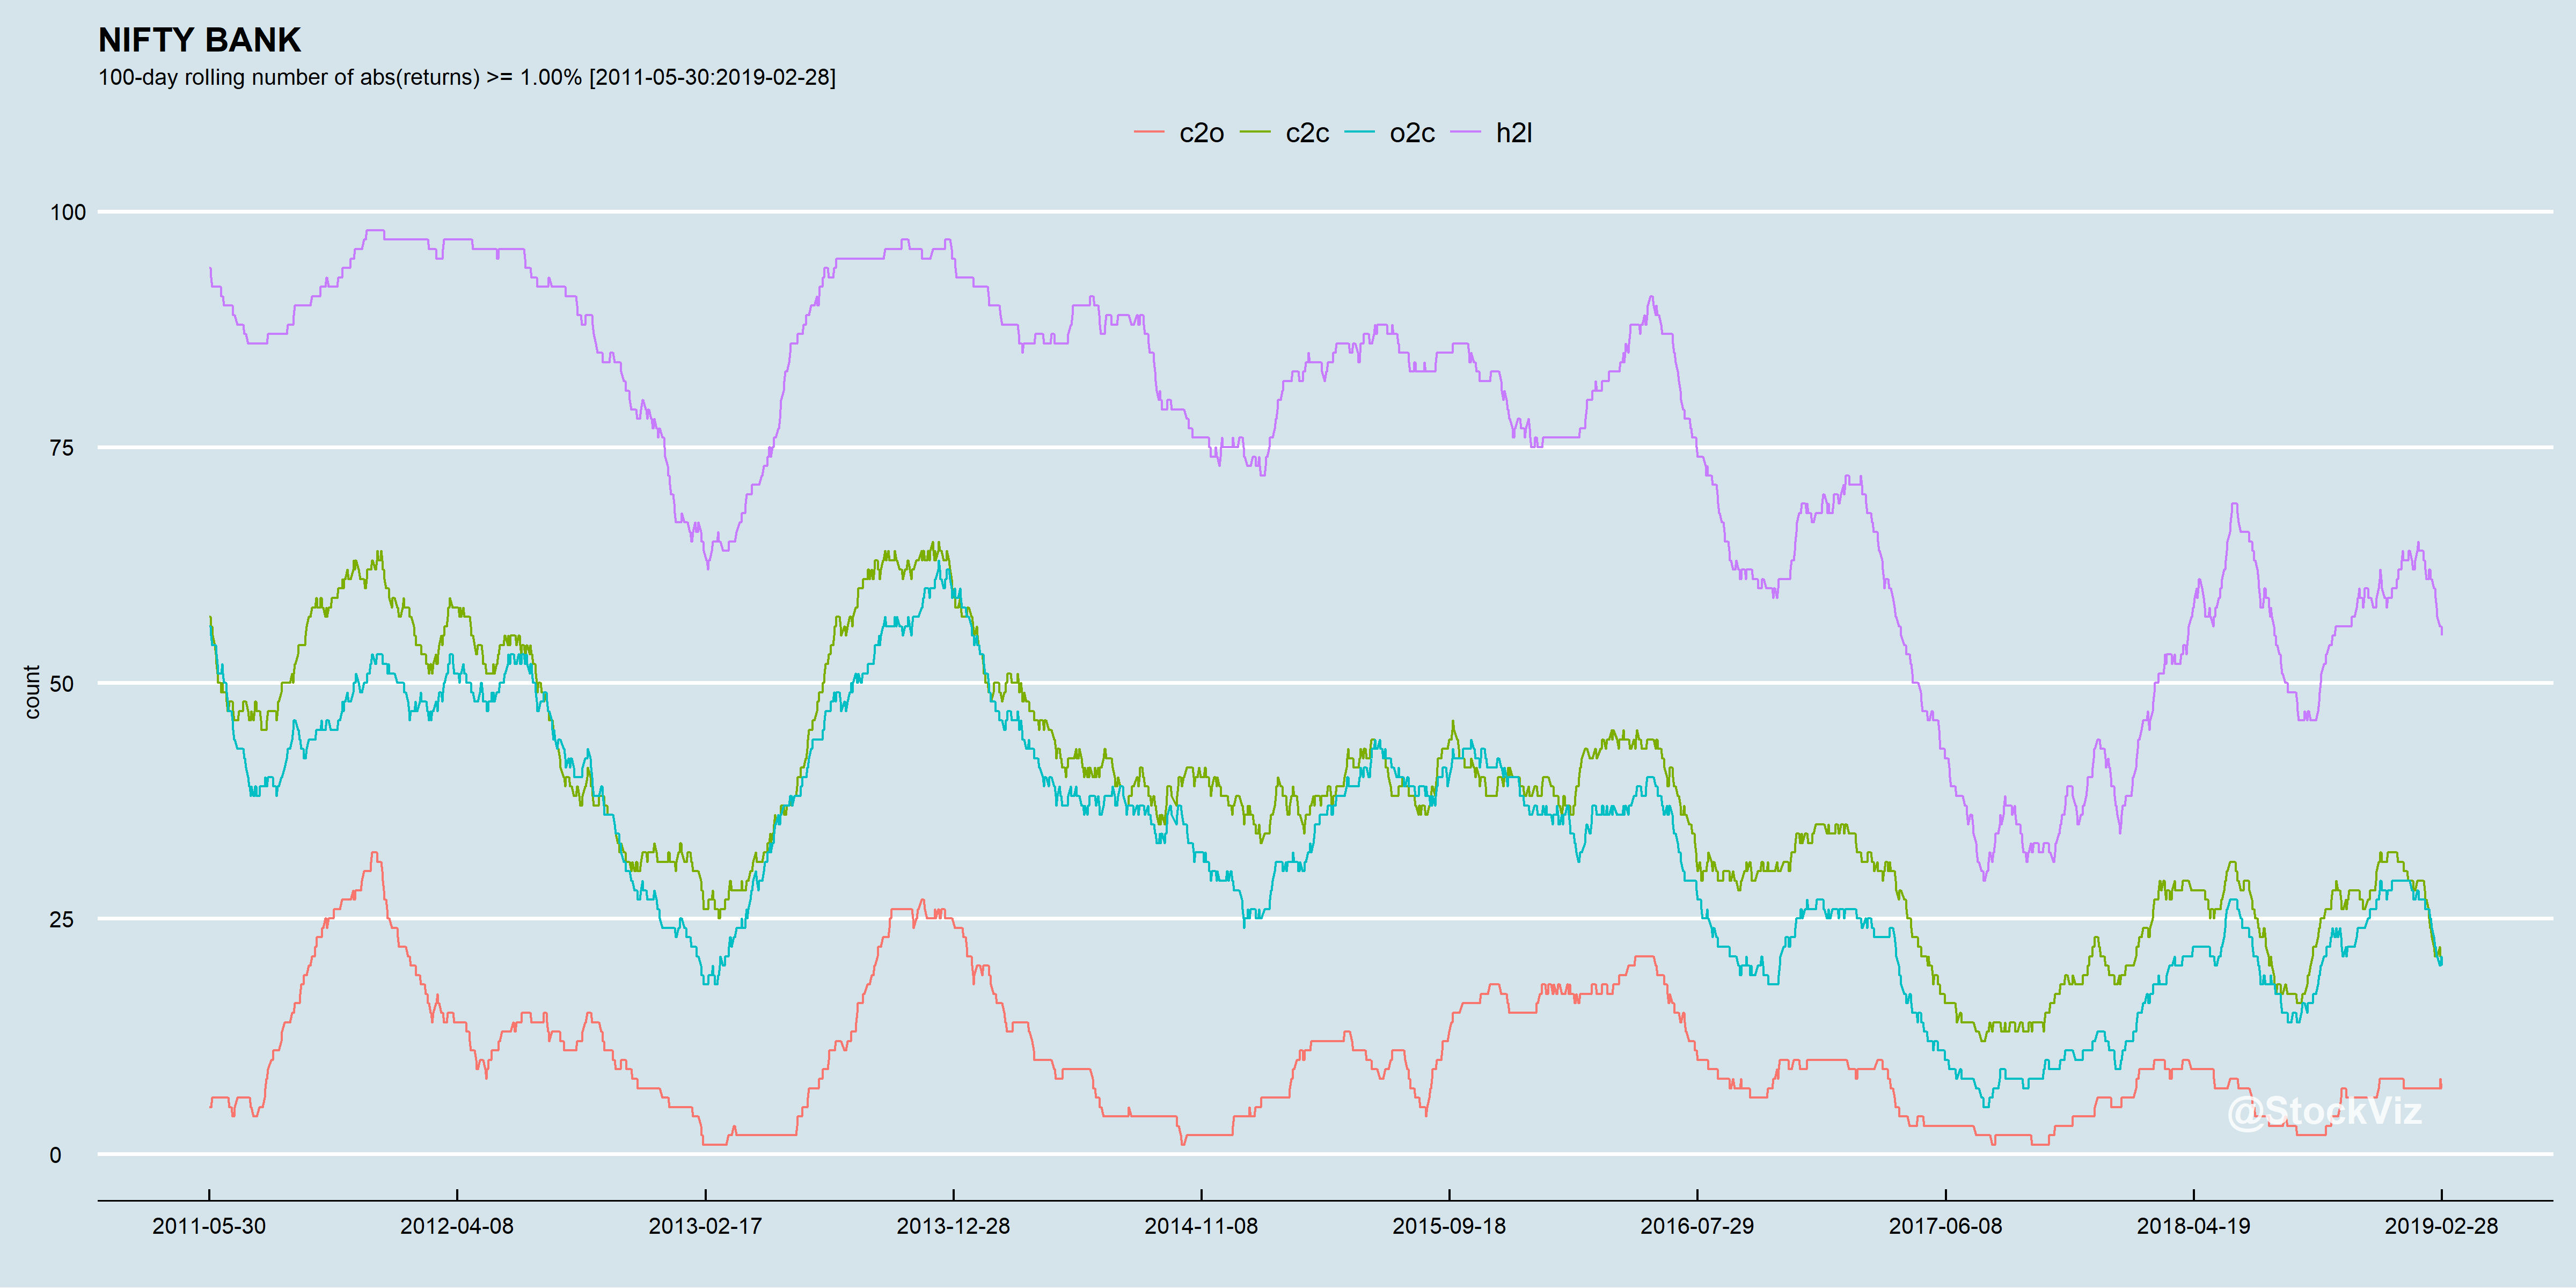 NIFTY BANK
100-day rolling number of abs(returns) >= 1.00% [2011-05-30:2019-02-28]
c2o c2c o2c h2l
100
75
50
25
0
count
@StockViz
2011-05-30 2012-04-08 2013-02-17 2013-12-28 2014-11-08 2015-09-18 2016-07-29 2017-06-08 2018-04-19 2019-02-28